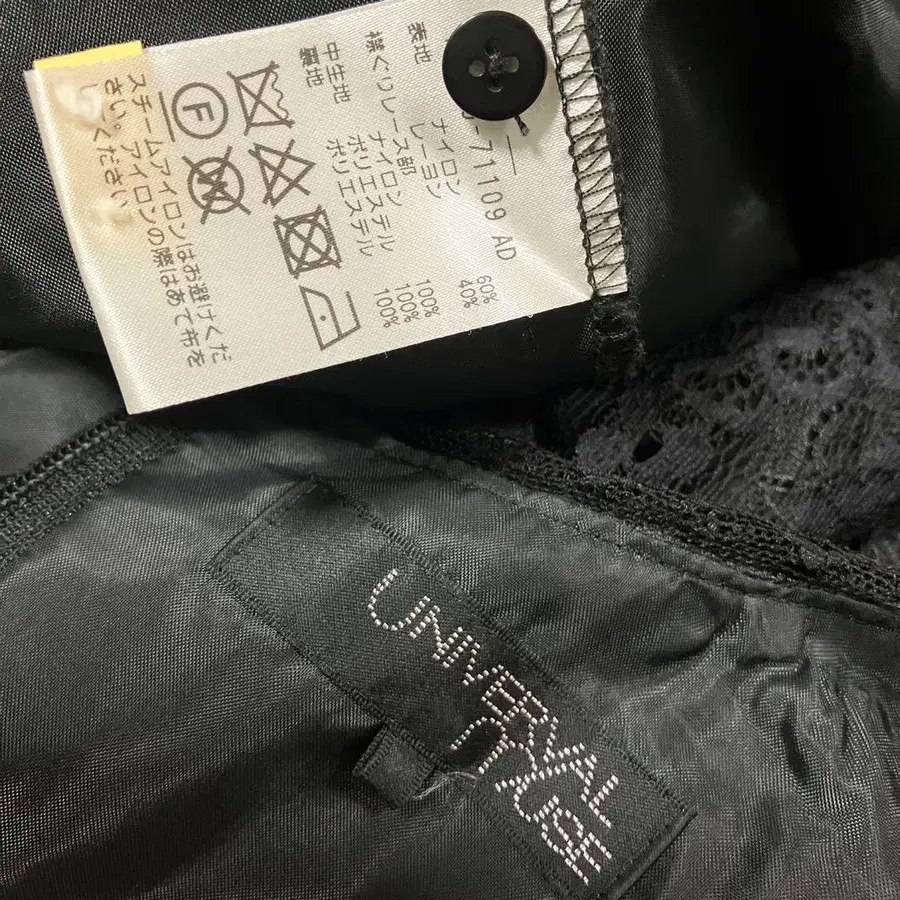 -71109 AD
表地
ナイロン 60%
レーヨン 40%
襟ぐりレース部
ナイロン 100%
中生地 ポリエステル 100%
裏地 ポリエステル 100%
F
W
スチームアイロンはお避けくだ
さい。アイロンの際はあて布を
してください
UNIVERVAL
MUSE